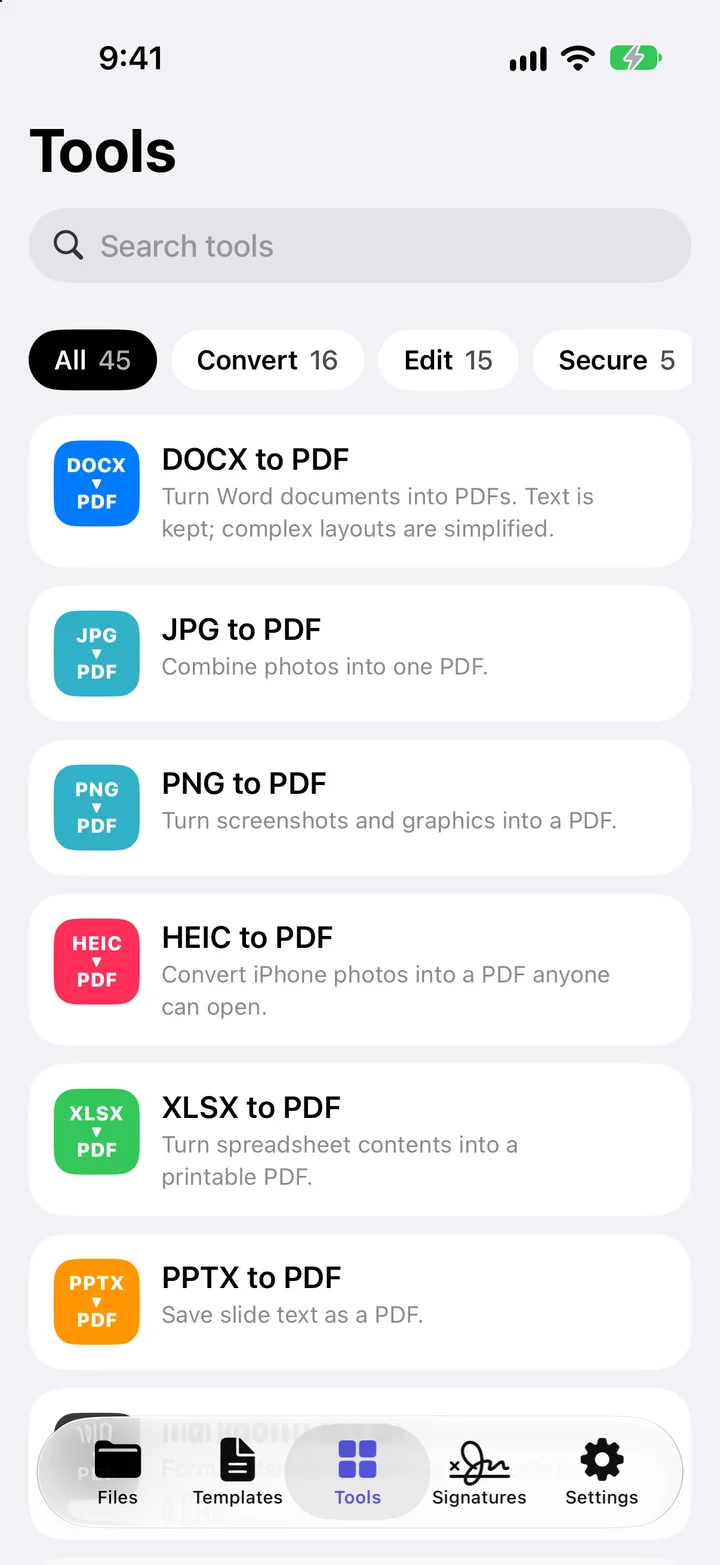 9:41
Tools
Search tools
All 45
Convert 16
Edit 15
Secure 5
DOCX
PDF
DOCX to PDF
Turn Word documents into PDFs. Text is
kept; complex layouts are simplified.
JPG
PDF
JPG to PDF
Combine photos into one PDF.
PNG
PDF
PNG to PDF
Turn screenshots and graphics into a PDF.
HEIC
PDF
HEIC to PDF
Convert iPhone photos into a PDF anyone
can open.
XLSX
PDF
XLSX to PDF
Turn spreadsheet contents into a
printable PDF.
PPTX
PDF
PPTX to PDF
Save slide text as a PDF.
Files
Templates
Tools
Signatures
Settings